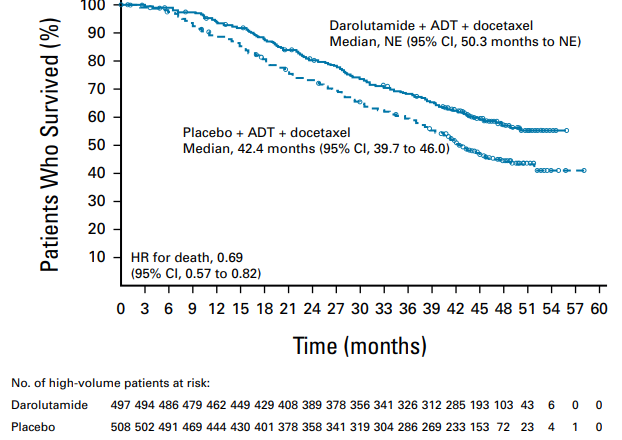 100
90
80
70
60
50
40
30
20
10
Patients Who Survived (%)
Darolutamide + ADT + docetaxel
Median, NE (95% CI, 50.3 months to NE)
Placebo + ADT + docetaxel
Median, 42.4 months (95% CI, 39.7 to 46.0)
HR for death, 0.69
(95% CI, 0.57 to 0.82)
0 3 6 9 12 15 18 21 24 27 30 33 36 39 42 45 48 51 54 57 60
Time (months)
No. of high-volume patients at risk:
Darolutamide 497 494 486 479 462 449 429 408 389 378 356 341 326 312 285 193 103 43 6 0 0
Placebo 508 502 491 469 444 430 401 378 358 341 319 304 286 269 233 153 72 23 4 1 0